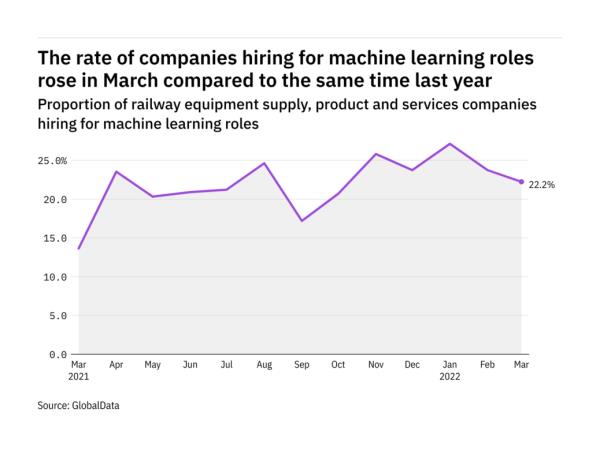 The rate of companies hiring for machine learning roles
rose in March compared to the same time last year
Proportion of railway equipment supply, product and services companies
hiring for machine learning roles
25.0%
20.0
15.0
10.0
5.0
0.0
22.2%
Mar Apr May Jun Jul Aug Sep Oct Nov Dec Jan Feb Mar
2021 2022
Source: GlobalData